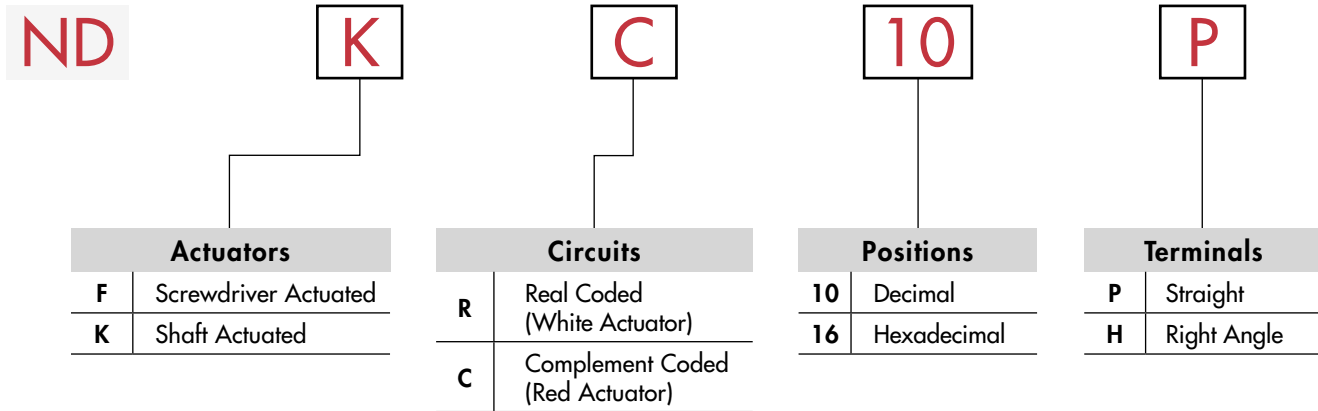 ND K C 10 P
Actuators
F Screwdriver Actuated
K Shaft Actuated
Circuits
R Real Coded
(White Actuator)
C Complement Coded
(Red Actuator)
Positions
10 Decimal
16 Hexadecimal
Terminals
P Straight
H Right Angle